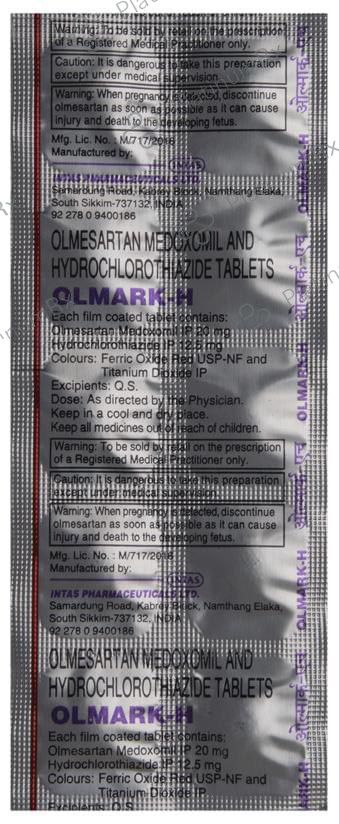 Warning: To be sold by retail on the prescription
of a Registered Medical Practitioner only.
Caution: It is dangerous to take this preparation
except under medical supervision.
Warning: When pregnancy is detected, discontinue
olmesartan as soon as possible as it can cause
injury and death to the developing fetus.
Mfg. Lic. No. : M/717/2016
Manufactured by:
INTAS
INTAS PHARMACEUTICALS LTD.
Samardung Road, Kabrey Block, Namthang Elaka,
South Sikkim-737132, INDIA
92 278 0 9400186
OLMESARTAN MEDOXOMIL AND
HYDROCHLOROTHIAZIDE TABLETS
OLMARK-H
Each film coated tablet contains:
Olmesartan Medoxomil IP 20 mg
Hydrochlorothiazide IP 12.5 mg
Colours: Ferric Oxide Red USP-NF and
Titanium Dioxide IP
Excipients: Q.S.
Dose: As directed by the Physician.
Keep in a cool and dry place.
Keep all medicines out of reach of children.
Warning: To be sold by retail on the prescription
of a Registered Medical Practitioner only.
Caution: It is dangerous to take this preparation
except under medical supervision.
Warning: When pregnancy is detected, discontinue
olmesartan as soon as possible as it can cause
injury and death to the developing fetus.
Mfg. Lic. No. : M/717/2016
Manufactured by:
INTAS
INTAS PHARMACEUTICALS LTD.
Samardung Road, Kabrey Block, Namthang Elaka,
South Sikkim-737132, INDIA
92 278 0 9400186
OLMESARTAN MEDOXOMIL AND
HYDROCHLOROTHIAZIDE TABLETS
OLMARK-H
Each film coated tablet contains:
Olmesartan Medoxomil IP 20 mg
Hydrochlorothiazide IP 12.5 mg
Colours: Ferric Oxide Red USP-NF and
Titanium Dioxide IP
Excipients: Q.S.
ओल्मार्क-एच
OLMARK-H
ओल्मार्क-एच
OLMARK-H
ओल्मार्क-एच
OLMARK-H
ओल्मार्क-एच
ARK-H